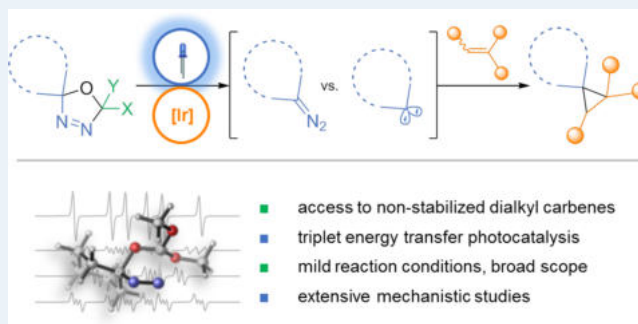 Y
O
X
N=N
[Ir]
N₂
vs.
access to non-stabilized dialkyl carbenes
triplet energy transfer photocatalysis
mild reaction conditions, broad scope
extensive mechanistic studies